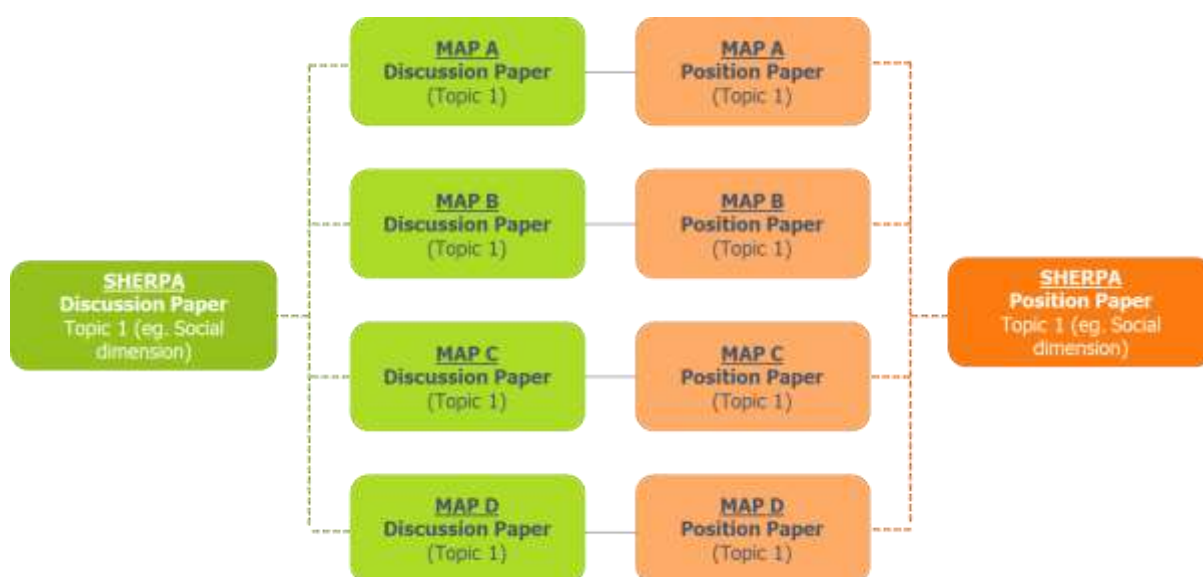 SHERPA
Discussion Paper
Topic 1 (eg. Social
dimension)
MAP A
Discussion Paper
(Topic 1)
MAP B
Discussion Paper
(Topic 1)
MAP C
Discussion Paper
(Topic 1)
MAP D
Discussion Paper
(Topic 1)
MAP A
Position Paper
(Topic 1)
MAP B
Position Paper
(Topic 1)
MAP C
Position Paper
(Topic 1)
MAP D
Position Paper
(Topic 1)
SHERPA
Position Paper
Topic 1 (eg. Social
dimension)